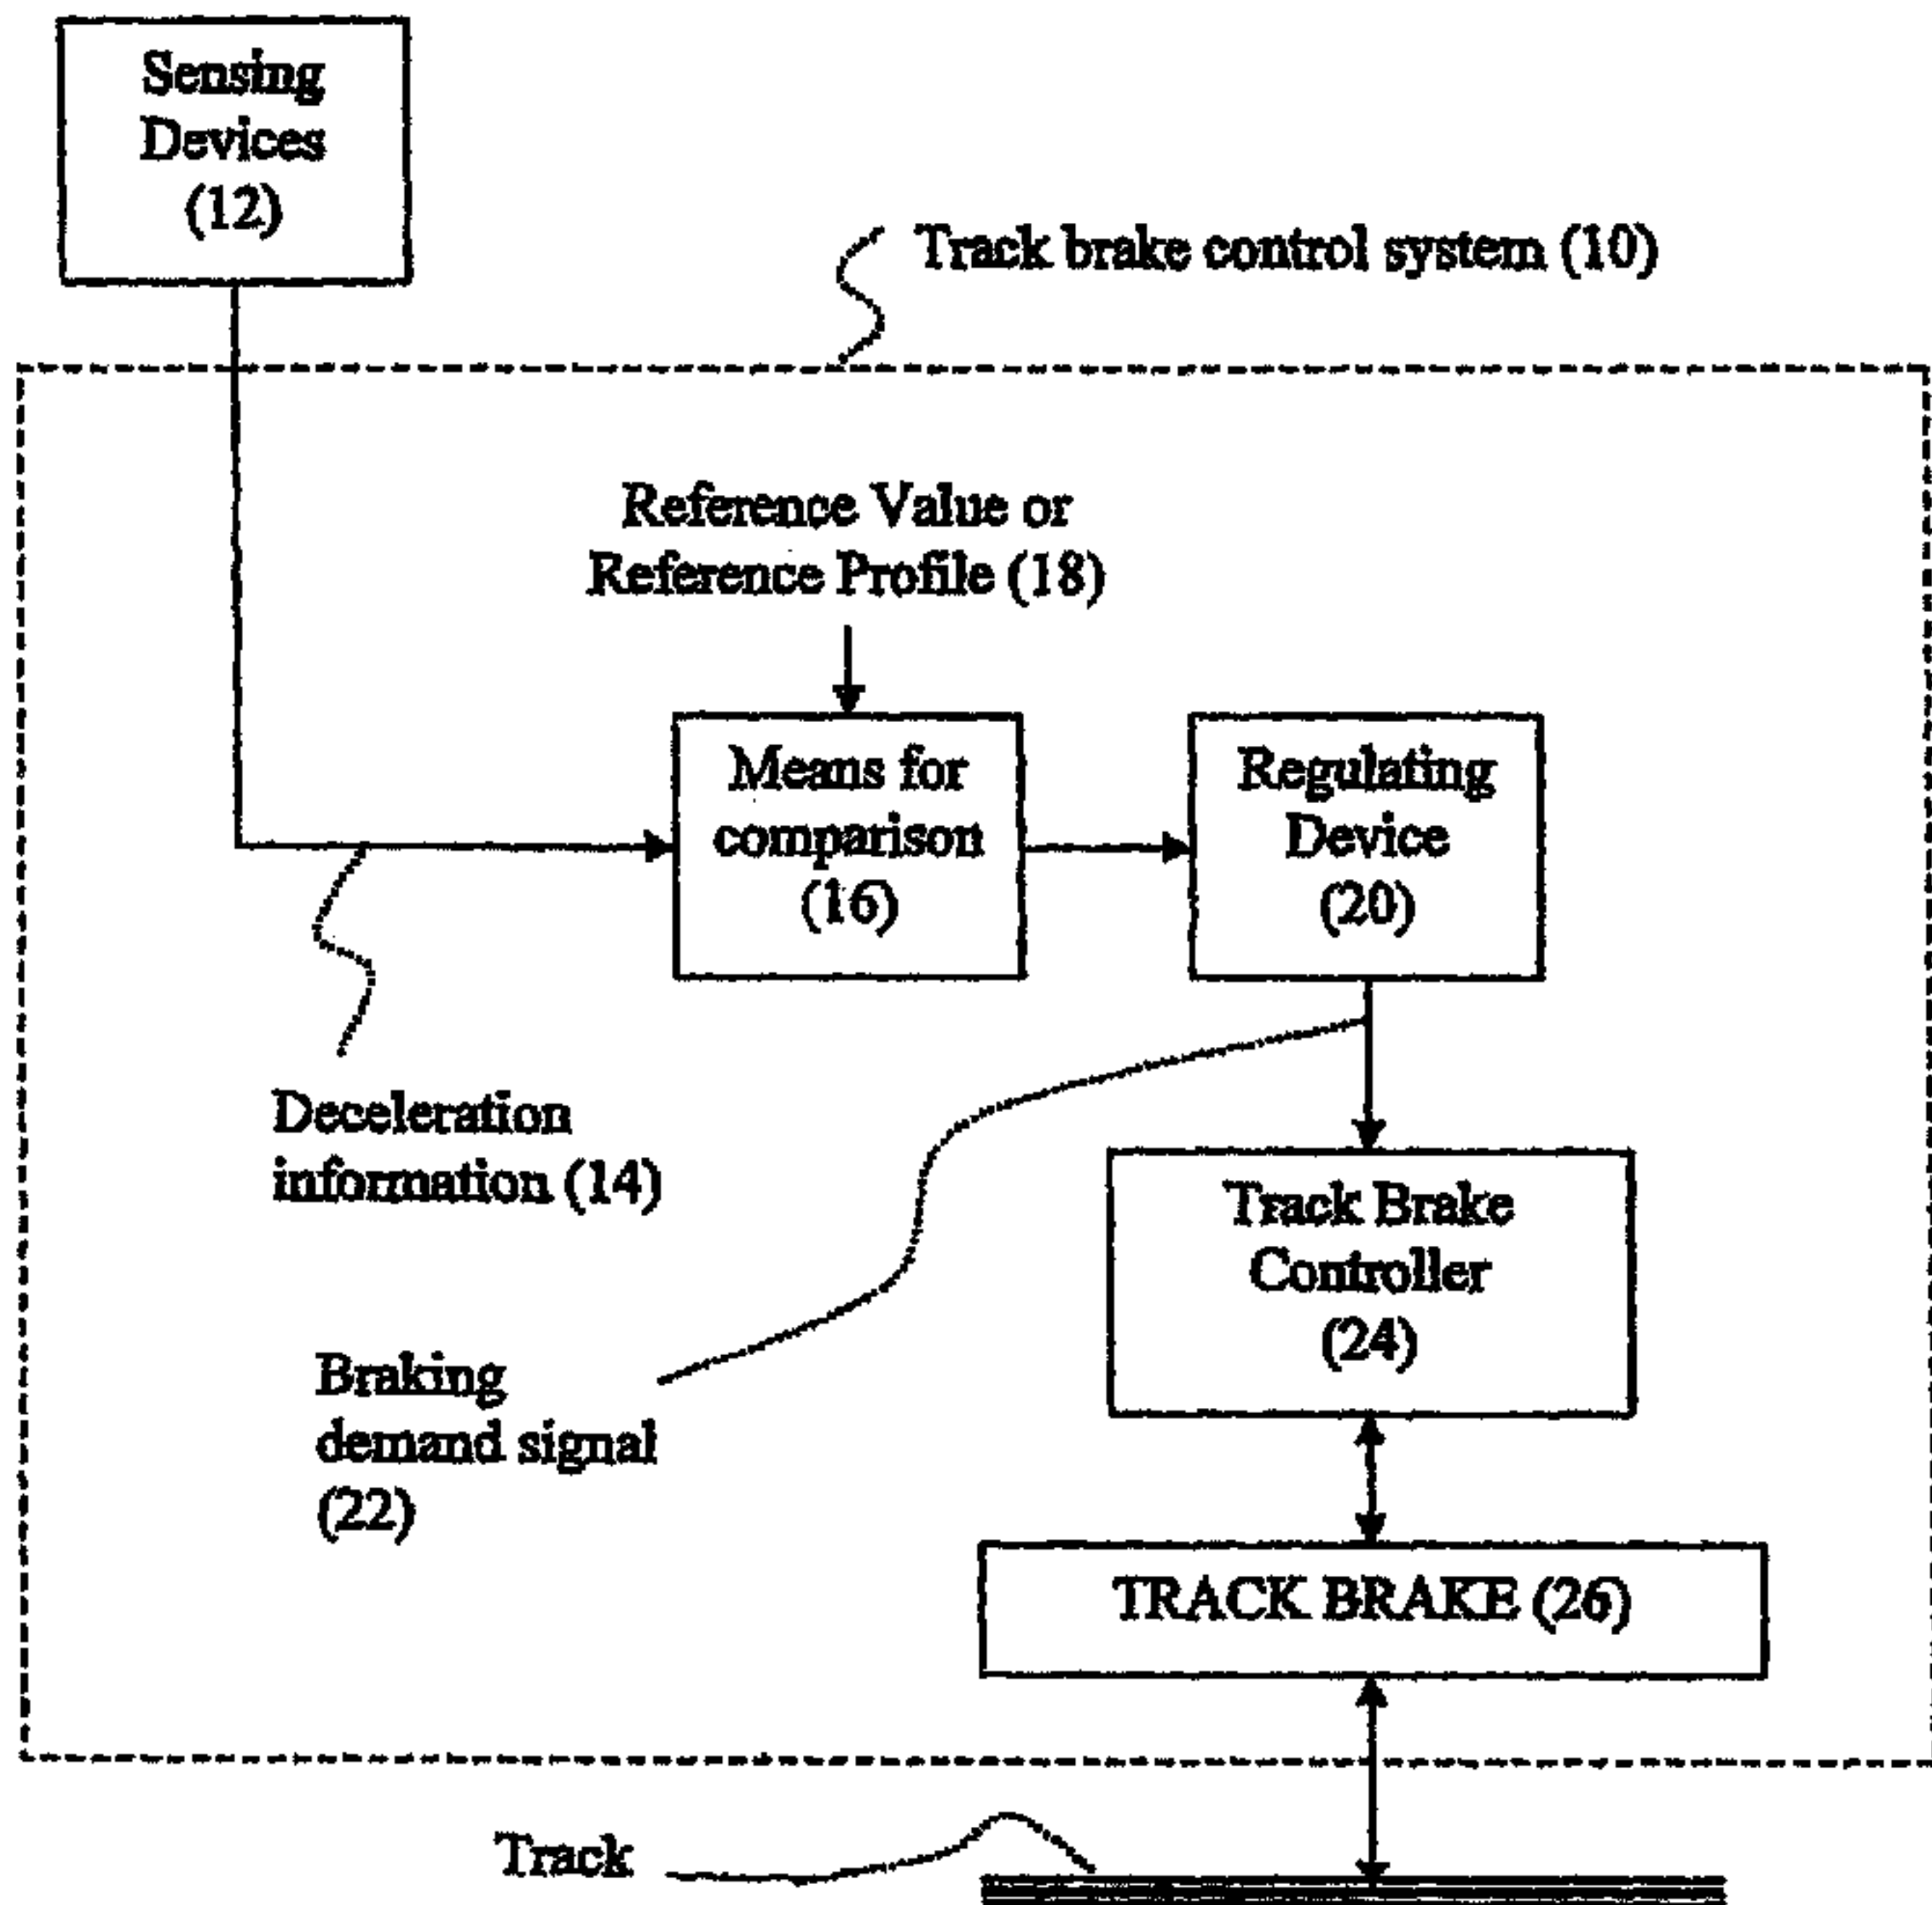 Sensing
Devices
(12)
Track brake control system (10)
Reference Value or
Reference Profile (18)
Means for
comparison
(16)
Regulating
Device
(20)
Deceleration
information (14)
Track Brake
Controller
(24)
Braking
demand signal
(22)
TRACK BRAKE (26)
Track